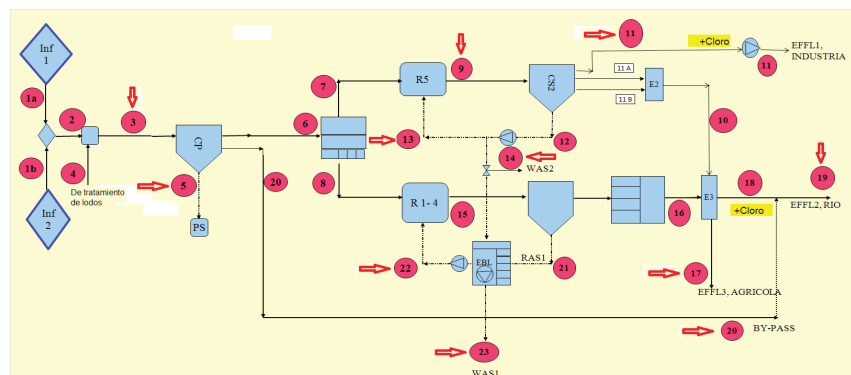 Inf
1
1a
2
3
4
De tratamiento
de lodos
1b
Inf
2
CP
5
PS
20
6
7
8
R5
9
13
CS2
11
+Cloro
11
EFFL1,
INDUSTRIA
11 A
11 B
E2
10
12
14
WAS2
R 1- 4
15
16
E3
18
+Cloro
19
EFFL2, RIO
22
EBL
RAS1
21
17
EFFL3, AGRICOLA
20
BY-PASS
23
WAS1